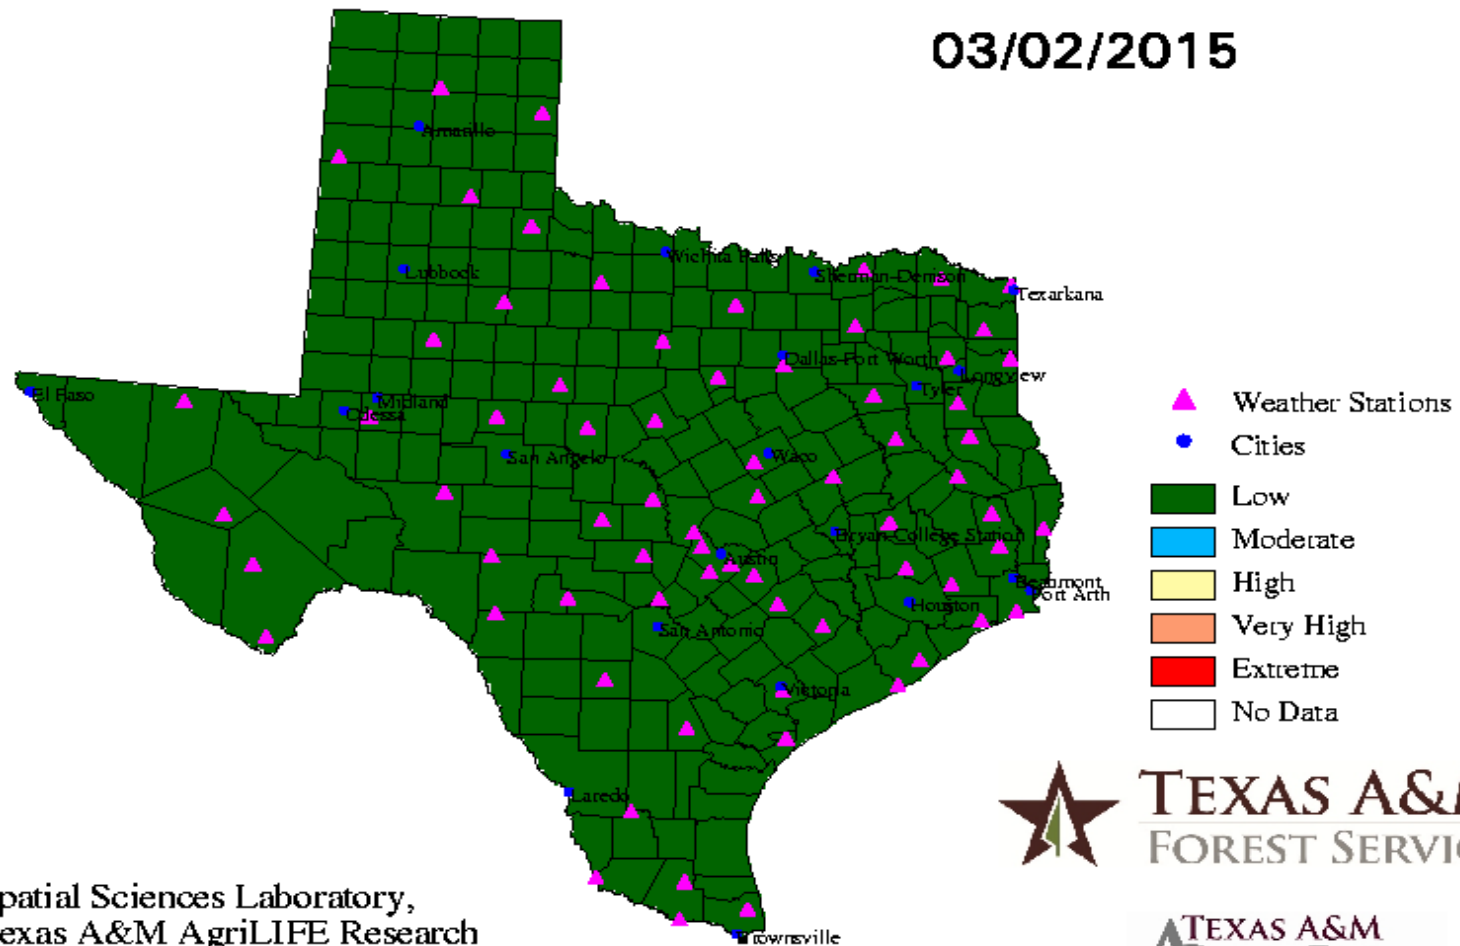 03/02/2015
Amarillo
Lubbock
Wichita Falls
Sherman-Denison
Texarkana
Dallas-Fort Worth
Longview
Tyler
El Paso
Midland
Odessa
San Angelo
Waco
Bryan-College Station
Austin
Beaumont
Port Arth
Houston
San Antonio
Victoria
Laredo
Brownsville
Weather Stations
Cities
Low
Moderate
High
Very High
Extreme
No Data
TEXAS A&M
FOREST SERVIC
patial Sciences Laboratory,
exas A&M AgriLIFE Research
TEXAS A&M